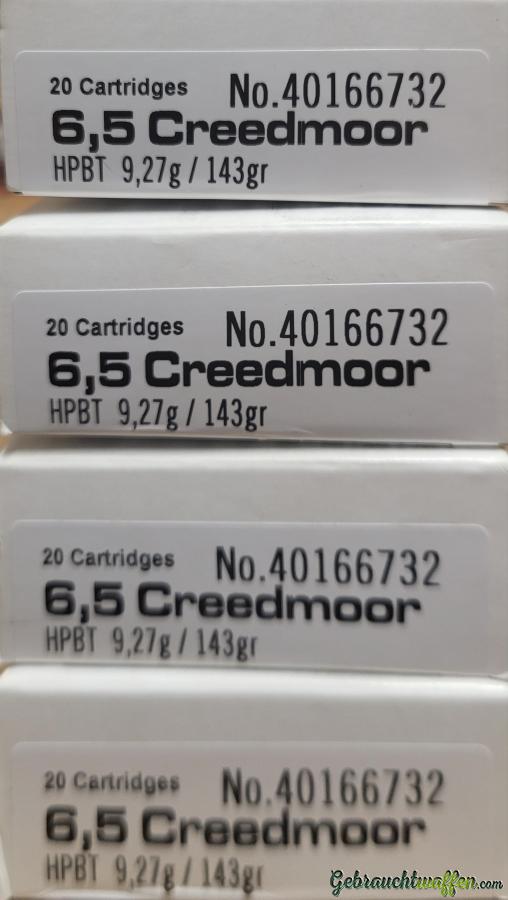 20 Cartridges No.40166732
6,5 Creedmoor
HPBT 9,27g / 143gr
20 Cartridges No.40166732
6,5 Creedmoor
HPBT 9,27g / 143gr
20 Cartridges No.40166732
6,5 Creedmoor
HPBT 9,27g / 143gr
20 Cartridges No.40166732
6,5 Creedmoor
HPBT 9,27g / 143gr
Gebrauchtwaffen.com